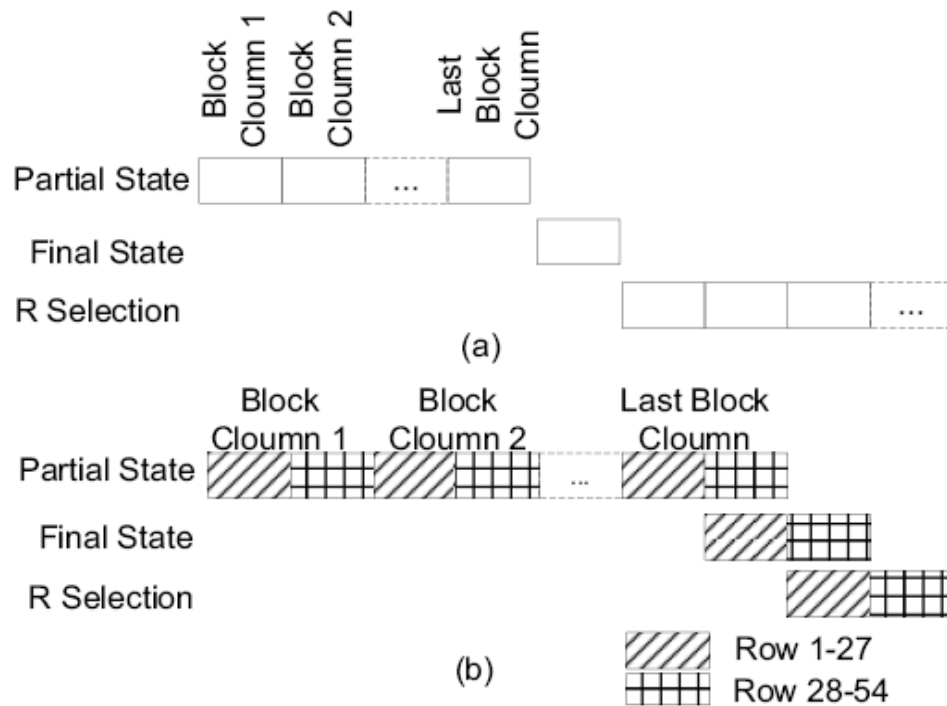 Block
Cloumn 1
Block
Cloumn 2
Last
Block
Cloumn
Partial State
...
Final State
R Selection
...
(a)
Block
Cloumn 1
Block
Cloumn 2
Last Block
Cloumn
Partial State
...
Final State
R Selection
(b)
Row 1-27
Row 28-54